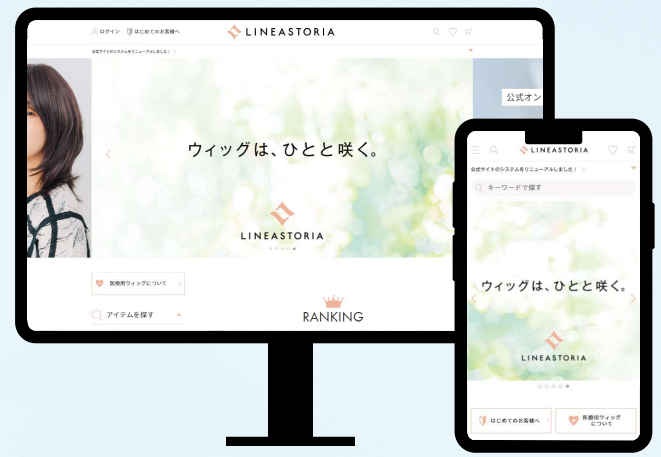 ログイン
はじめてのお客様へ
LINEASTORIA
公式サイトのシステムをリニューアルしました！
公式オン
ウィッグは、ひとと咲く。
LINEASTORIA
医療用ウィッグについて
アイテムを探す
RANKING
LINEASTORIA
公式サイトのシステムをリニューアルしました！
キーワードで探す
ウィッグは、ひとと咲く。
LINEASTORIA
はじめてのお客様へ
医療用ウィッグ
について